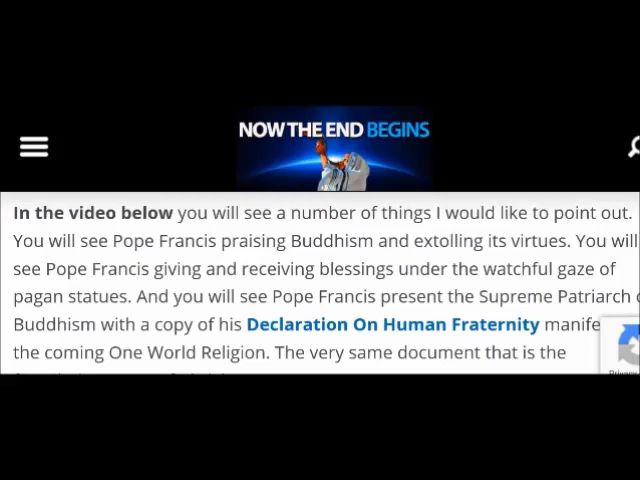 NOW THE END BEGINS
In the video below you will see a number of things I would like to point out.
You will see Pope Francis praising Buddhism and extolling its virtues. You will
see Pope Francis giving and receiving blessings under the watchful gaze of
pagan statues. And you will see Pope Francis present the Supreme Patriarch
Buddhism with a copy of his Declaration On Human Fraternity manife
the coming One World Religion. The very same document that is the